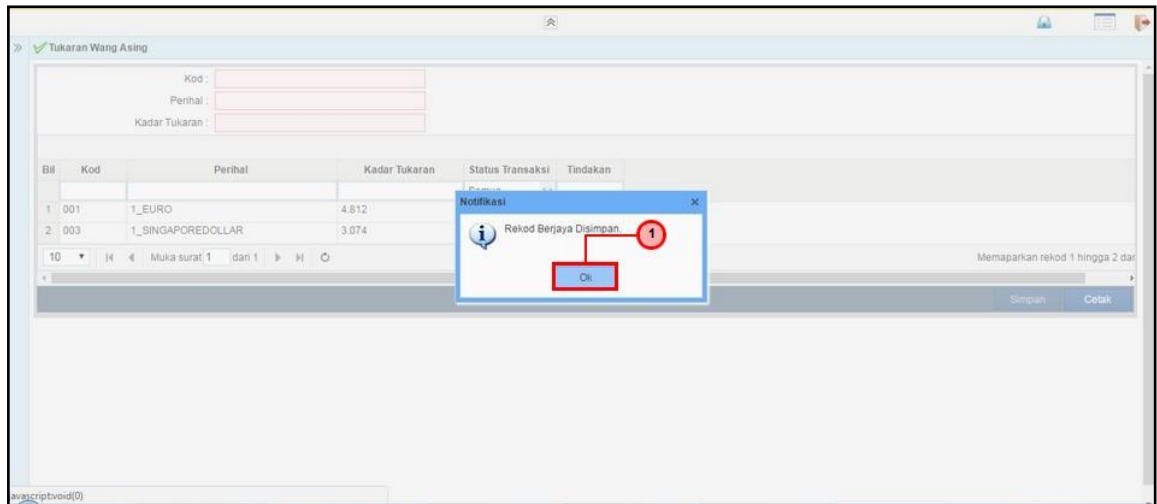 Tukaran Wang Asing
Kod :
Perihal :
Kadar Tukaran :
Bil Kod Perihal Kadar Tukaran Status Transaksi Tindakan
Semua
1 001 1_EURO 4.812
2 003 1_SINGAPOREDOLLAR 3.074
Notifikasi x
Rekod Berjaya Disimpan.
1
Ok
10 Muka surat 1 dari 1
Memaparkan rekod 1 hingga 2 dar
Simpan Cetak
avascript:void(0)